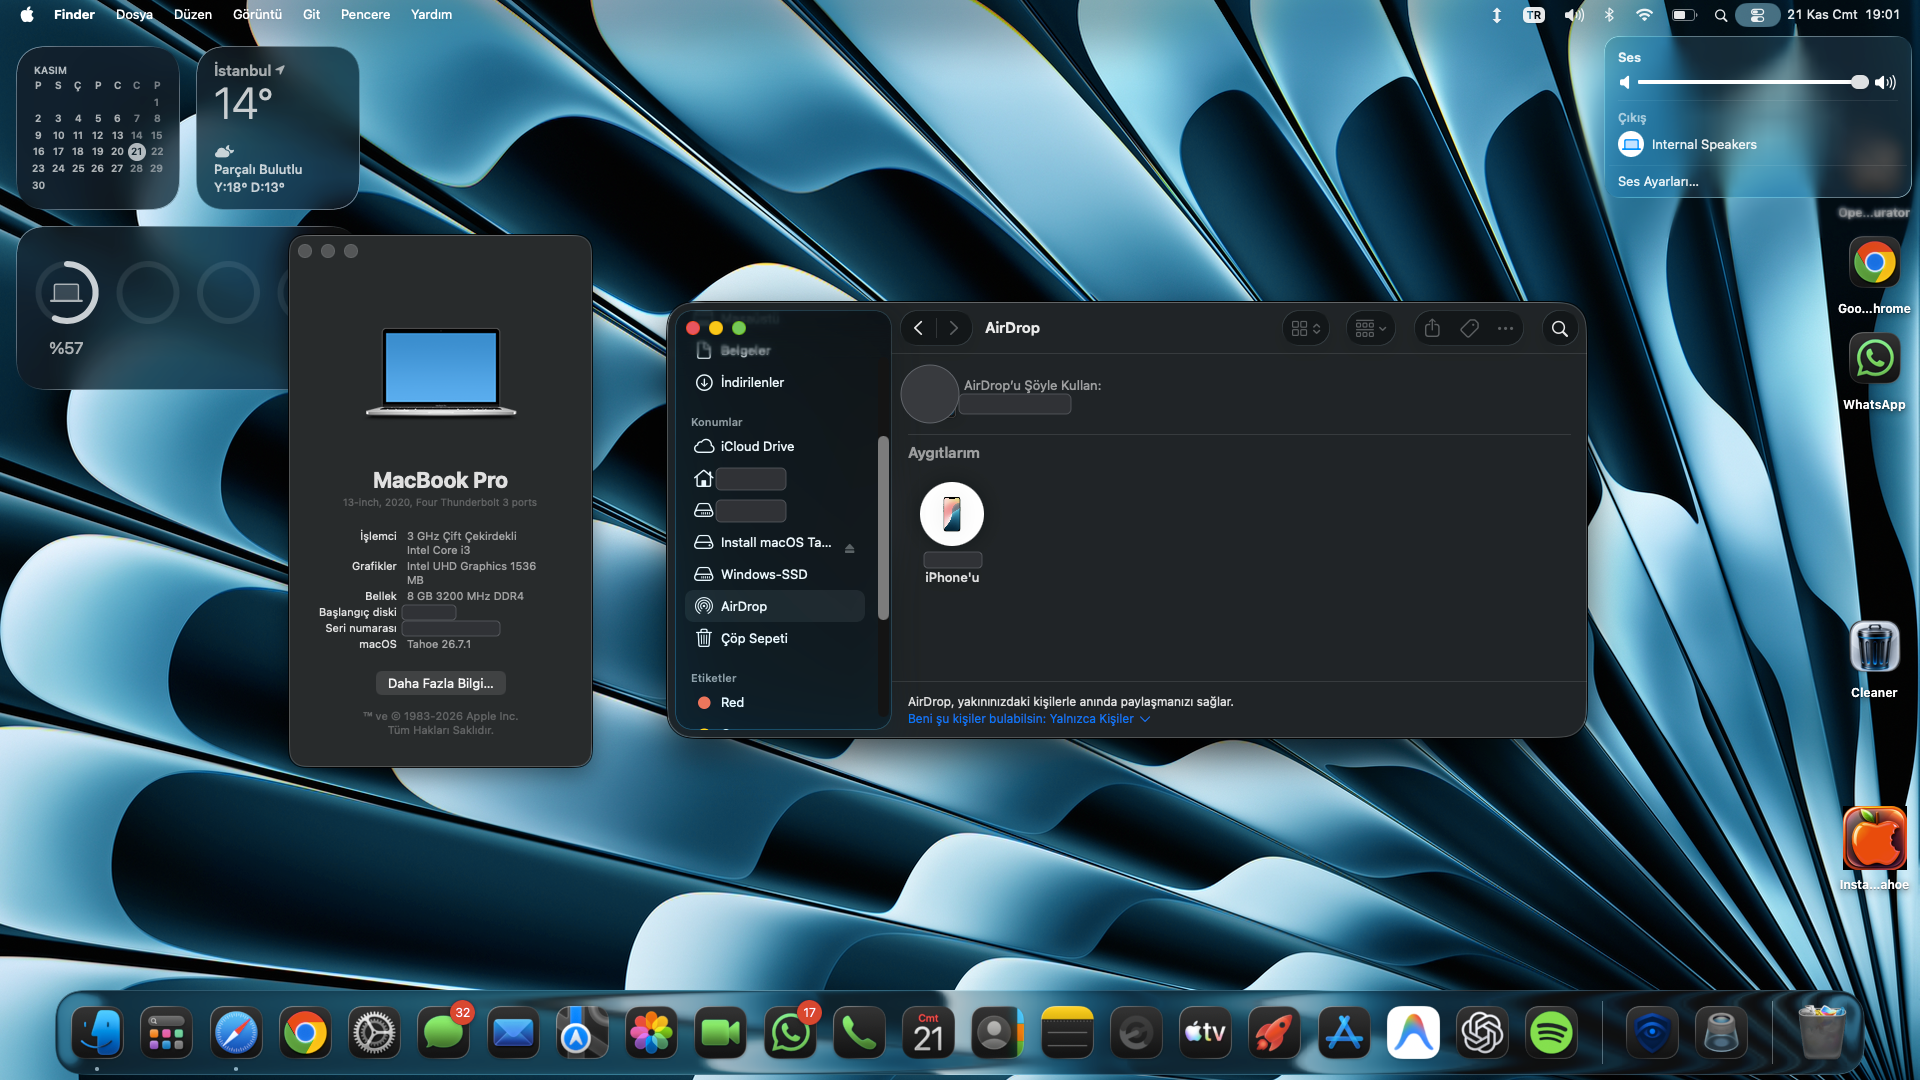 Finder Dosya Düzen Görüntü Git Pencere Yardım
TR
21 Kas Cmt 19:01
KASIM
P S Ç P C C P
1
2 3 4 5 6 7 8
9 10 11 12 13 14 15
16 17 18 19 20 21 22
23 24 25 26 27 28 29
30
İstanbul
14°
Parçalı Bulutlu
Y:18° D:13°
%57
Ses
Çıkış
Internal Speakers
Ses Ayarları...
Ope...urator
Goo...hrome
WhatsApp
Cleaner
Insta...ahoe
MacBook Pro
13-inch, 2020, Four Thunderbolt 3 ports
İşlemci 3 GHz Çift Çekirdekli
Intel Core i3
Grafikler Intel UHD Graphics 1536
MB
Bellek 8 GB 3200 MHz DDR4
Başlangıç diski
Seri numarası
macOS Tahoe 26.7.1
Daha Fazla Bilgi...
™ ve © 1983-2026 Apple Inc.
Tüm Hakları Saklıdır.
Belgeler
İndirilenler
Konumlar
iCloud Drive
Install macOS Ta...
Windows-SSD
AirDrop
Çöp Sepeti
Etiketler
Red
AirDrop
AirDrop'u Şöyle Kullan:
Aygıtlarım
iPhone'u
AirDrop, yakınınızdaki kişilerle anında paylaşmanızı sağlar.
Beni şu kişiler bulabilsin: Yalnızca Kişiler
32
17
Cmt
21
tv